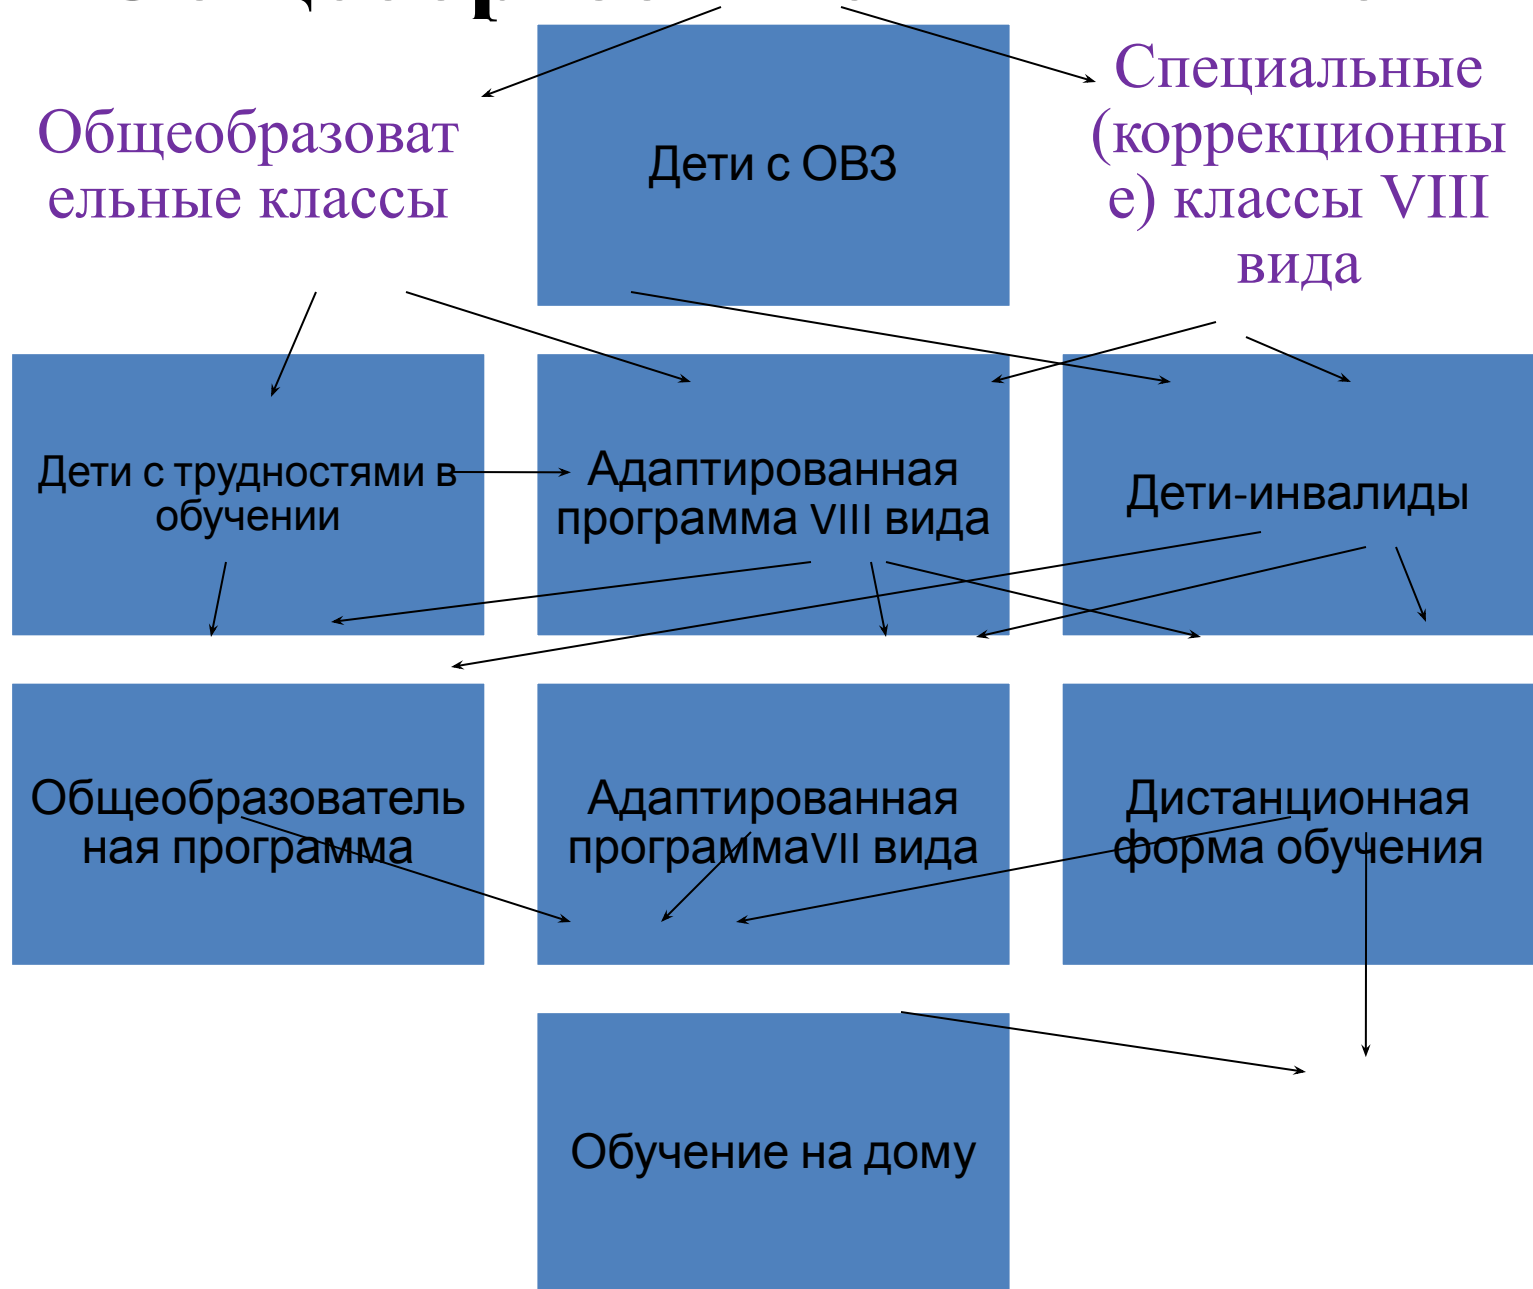 Общеобразоват
ельные классы
Дети с ОВЗ
Специальные
(коррекционны
е) классы VIII
вида
Дети с трудностями в
обучении
Адаптированная
программа VIII вида
Дети-инвалиды
Общеобразователь
ная программа
Адаптированная
программаVII вида
Дистанционная
форма обучения
Обучение на дому